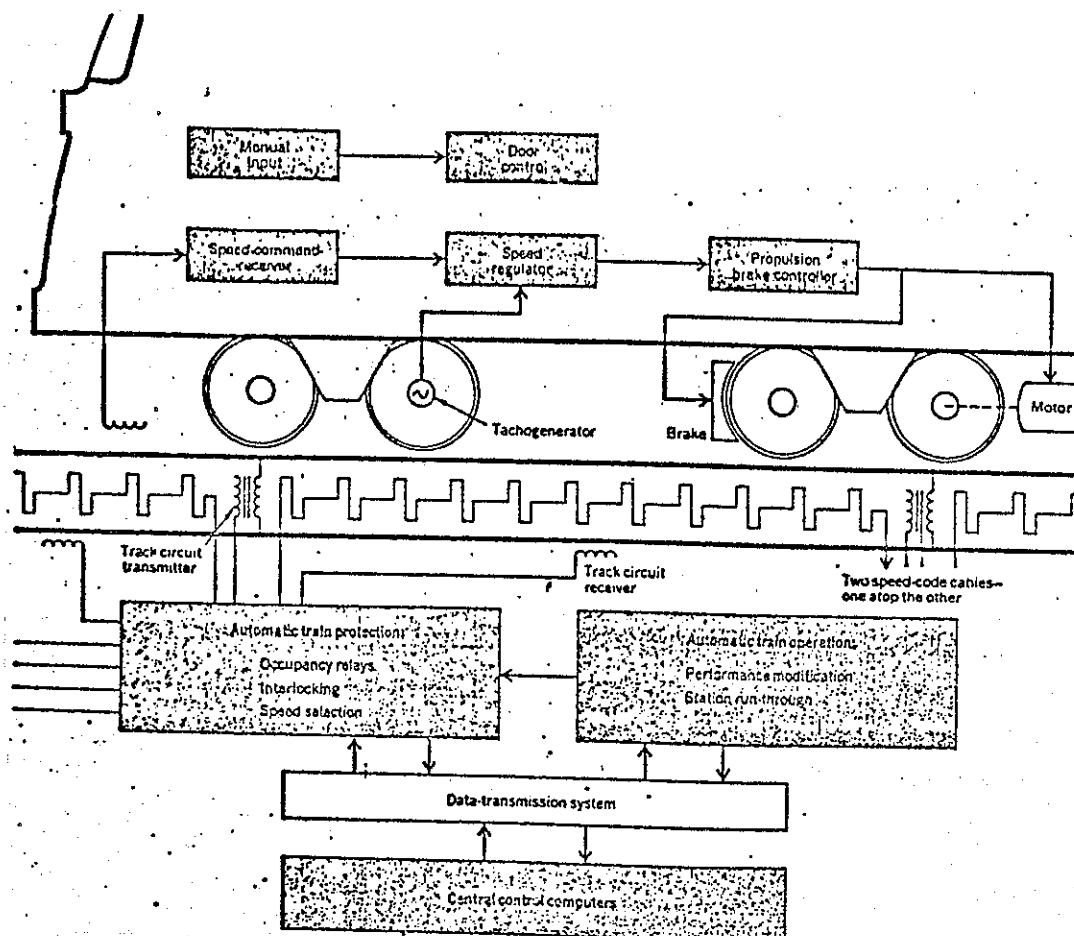 Manual
Input
Door
control
Speed-command
receiver
Speed
regulator
Propulsion
brake controller
Tachogenerator
Brake
Motor
Track circuit
transmitter
Track circuit
receiver
Two speed-code cables—
one atop the other
Automatic train protection:
Occupancy relays
Interlocking
Speed selection
Automatic train operation:
Performance modification
Station run-through
Data-transmission system
Central control computers